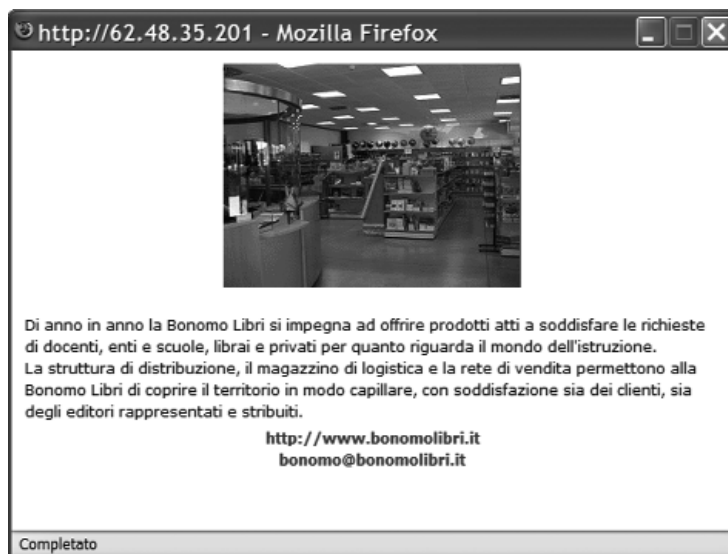 http://62.48.35.201 - Mozilla Firefox
Di anno in anno la Bonomo Libri si impegna ad offrire prodotti atti a soddisfare le richieste
di docenti, enti e scuole, librai e privati per quanto riguarda il mondo dell'istruzione.
La struttura di distribuzione, il magazzino di logistica e la rete di vendita permettono alla
Bonomo Libri di coprire il territorio in modo capillare, con soddisfazione sia dei clienti, sia
degli editori rappresentati e stribuiti.
http://www.bonomolibri.it
bonomo@bonomolibri.it
Completato